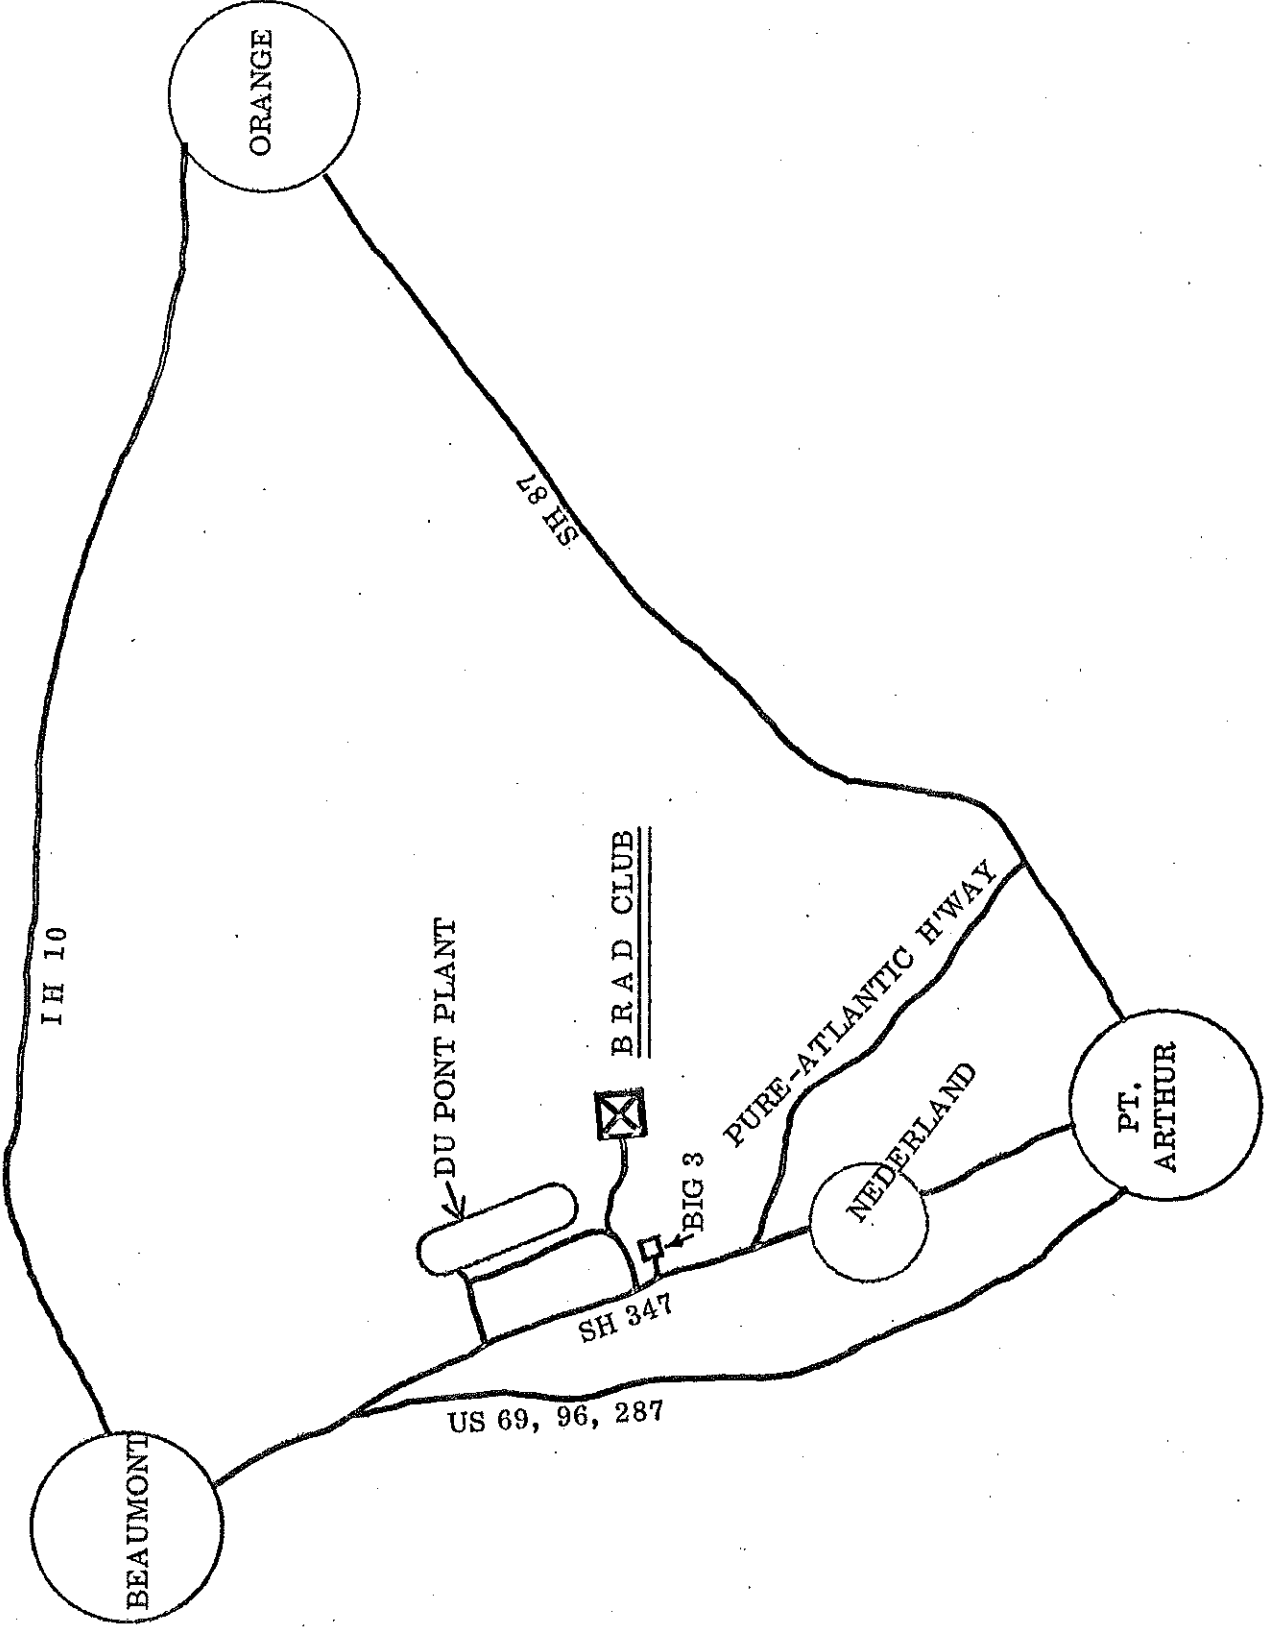 BEAUMONT
IH 10
ORANGE
SH 87
DU PONT PLANT
BRAD CLUB
BIG 3
SH 347
US 69, 96, 287
PURE-ATLANTIC H'WAY
NEDERLAND
PT.
ARTHUR